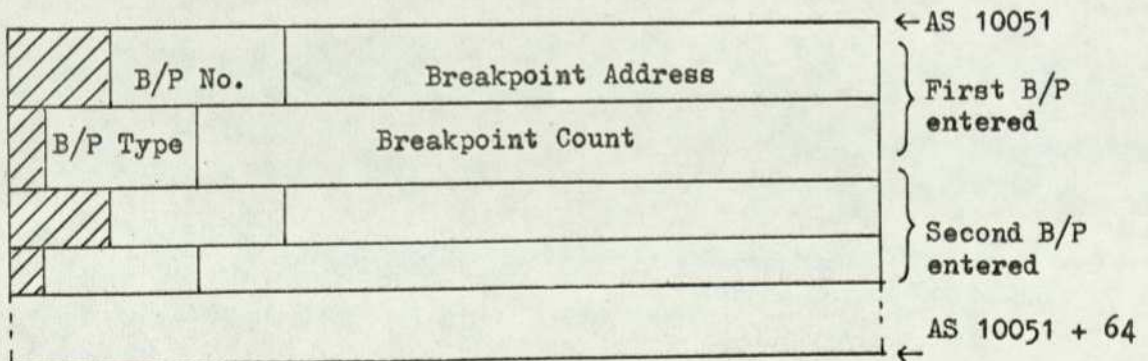 ← AS 10051
B/P No. Breakpoint Address
First B/P
entered
B/P Type Breakpoint Count
Second B/P
entered
AS 10051 + 64
←